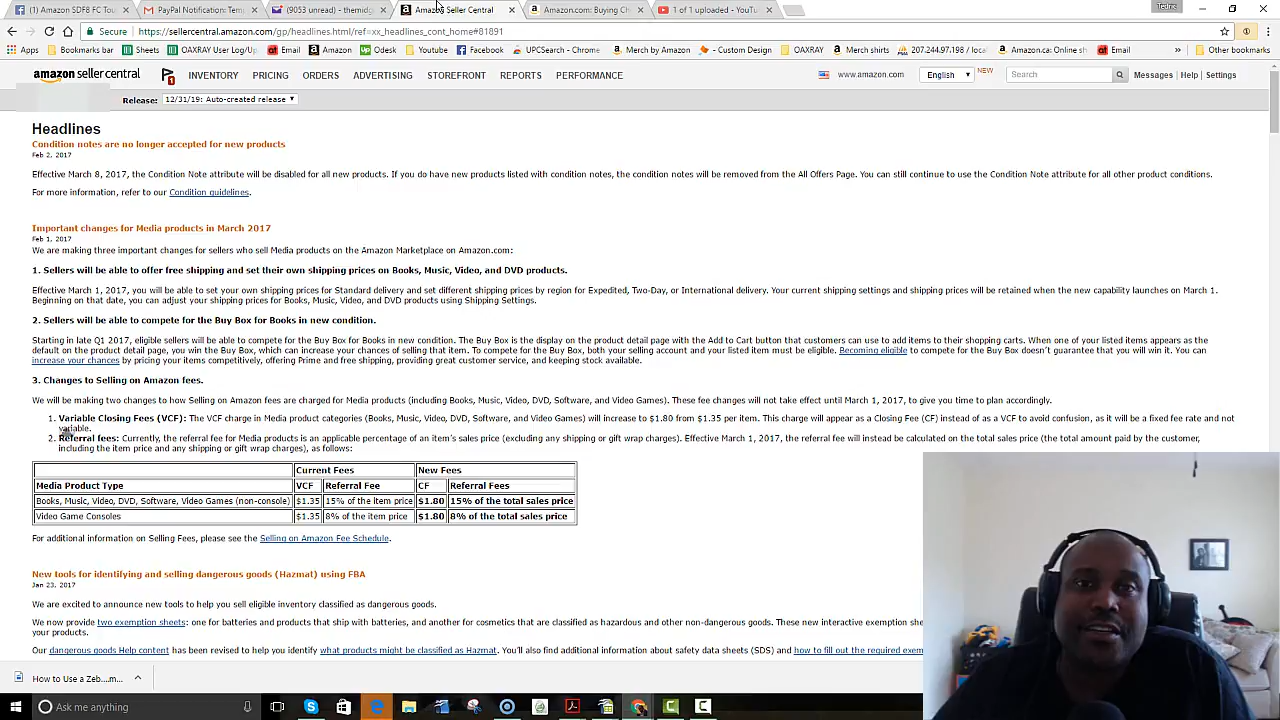 (1) Amazon SDFB FC Tou
PayPal Notification: Tem
(9053 unread) - themidg
Amazon Seller Central
Amazon.com: Buying Ch
1 of 1 uploaded - YouTu
Testing
Secure https://sellercentral.amazon.com/gp/headlines.html/ref=xx_headlines_cont_home#81891
Apps Bookmarks bar Sheets OAXRAY User Log/Up Email Amazon Odesk Youtube Facebook UPCSearch - Chrome Merch by Amazon - Custom Design OAXRAY Merch shirts 207.244.97.198 / Amazon.ca: Online sh Email Other bookmarks
amazon seller central 1 INVENTORY PRICING ORDERS ADVERTISING STOREFRONT REPORTS PERFORMANCE www.amazon.com English NEW Search Messages | Help | Settings
Release: 12/31/19: Auto-created release
Headlines
Condition notes are no longer accepted for new products
Feb 2, 2017
Effective March 8, 2017, the Condition Note attribute will be disabled for all new products. If you do have new products listed with condition notes, the condition notes will be removed from the All Offers Page. You can still continue to use the Condition Note attribute for all other product conditions.
For more information, refer to our Condition guidelines.
Important changes for Media products in March 2017
Feb 1, 2017
We are making three important changes for sellers who sell Media products on the Amazon Marketplace on Amazon.com:
1. Sellers will be able to offer free shipping and set their own shipping prices on Books, Music, Video, and DVD products.
Effective March 1, 2017, you will be able to set your own shipping prices for Standard delivery and set different shipping prices by region for Expedited, Two-Day, or International delivery. Your current shipping settings and shipping prices will be retained when the new capability launches on March 1.
Beginning on that date, you can adjust your shipping prices for Books, Music, Video, and DVD products using Shipping Settings.
2. Sellers will be able to compete for the Buy Box for Books in new condition.
Starting in late Q1 2017, eligible sellers will be able to compete for the Buy Box for Books in new condition. The Buy Box is the display on the product detail page with the Add to Cart button that customers can use to add items to their shopping carts. When one of your listed items appears as the
default on the product detail page, you win the Buy Box, which can increase your chances of selling that item. To compete for the Buy Box, both your selling account and your listed item must be eligible. Becoming eligible to compete for the Buy Box doesn't guarantee that you will win it. You can
increase your chances by pricing your items competitively, offering Prime and free shipping, providing great customer service, and keeping stock available.
3. Changes to Selling on Amazon fees.
We will be making two changes to how Selling on Amazon fees are charged for Media products (including Books, Music, Video, DVD, Software, and Video Games). These fee changes will not take effect until March 1, 2017, to give you time to plan accordingly.
1. Variable Closing Fees (VCF): The VCF charge in Media product categories (Books, Music, Video, DVD, Software, and Video Games) will increase to $1.80 from $1.35 per item. This charge will appear as a Closing Fee (CF) instead of as a VCF to avoid confusion, as it will be a fixed fee rate and not
variable.
2. Referral fees: Currently, the referral fee for Media products is an applicable percentage of an item's sales price (excluding any shipping or gift wrap charges). Effective March 1, 2017, the referral fee will instead be calculated on the total sales price (the total amount paid by the customer,
including the item price and any shipping or gift wrap charges), as follows:
Current Fees New Fees
Media Product Type VCF Referral Fee CF Referral Fees
Books, Music, Video, DVD, Software, Video Games (non-console) $1.35 15% of the item price $1.80 15% of the total sales price
Video Game Consoles $1.35 8% of the item price $1.80 8% of the total sales price
For additional information on Selling Fees, please see the Selling on Amazon Fee Schedule.
New tools for identifying and selling dangerous goods (Hazmat) using FBA
Jan 23, 2017
We are excited to announce new tools to help you sell eligible inventory classified as dangerous goods.
We now provide two exemption sheets: one for batteries and products that ship with batteries, and another for cosmetics that are classified as hazardous and other non-dangerous goods. These new interactive exemption she
your products.
Our dangerous goods Help content has been revised to help you identify what products might be classified as Hazmat. You'll also find additional information about safety data sheets (SDS) and how to fill out the required exem
How to Use a Zeb....m...
Ask me anything